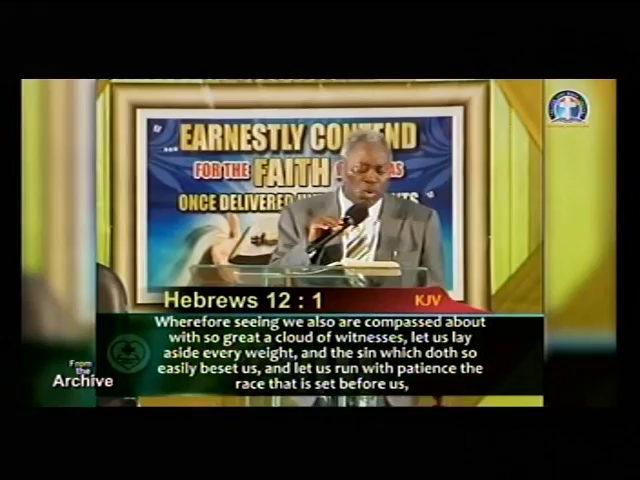 ...EARNESTLY CONTEND
FOR THE FAITH AS
ONCE DELIVERED
Hebrews 12 : 1
KJV
Wherefore seeing we also are compassed about
with so great a cloud of witnesses, let us lay
aside every weight, and the sin which doth so
easily beset us, and let us run with patience the
race that is set before us,
From
the
Archive